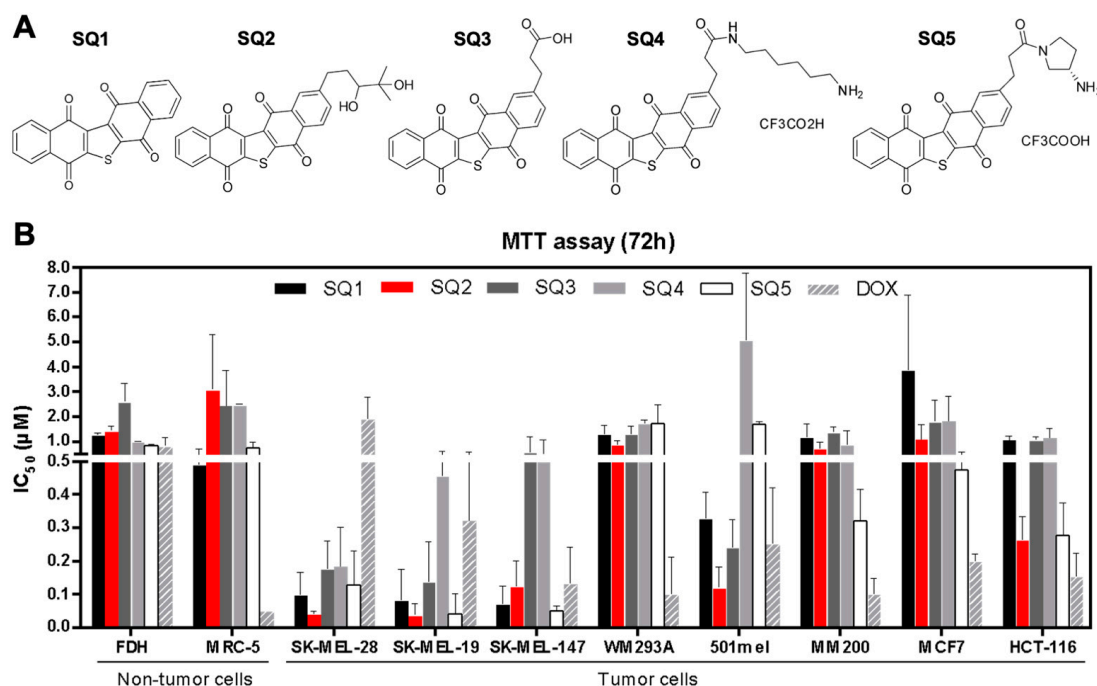 A
SQ1
SQ2
SQ3
SQ4
SQ5
O
OH
O
N
H
NH2
O
N
NH2
O
O
O
O
S
O
O
O
O
S
HO
OH
O
O
O
O
S
O
O
O
O
S
CF3CO2H
O
O
O
O
S
CF3COOH
B
MTT assay (72h)
SQ1 SQ2 SQ3 SQ4 SQ5 DOX
IC50 (µM)
8.0
7.0
6.0
5.0
4.0
3.0
2.0
1.0
0.5
0.4
0.3
0.2
0.1
0.0
FDH MRC-5 SK-MEL-28 SK-MEL-19 SK-MEL-147 WM293A 501mel MM200 MCF7 HCT-116
Non-tumor cells Tumor cells